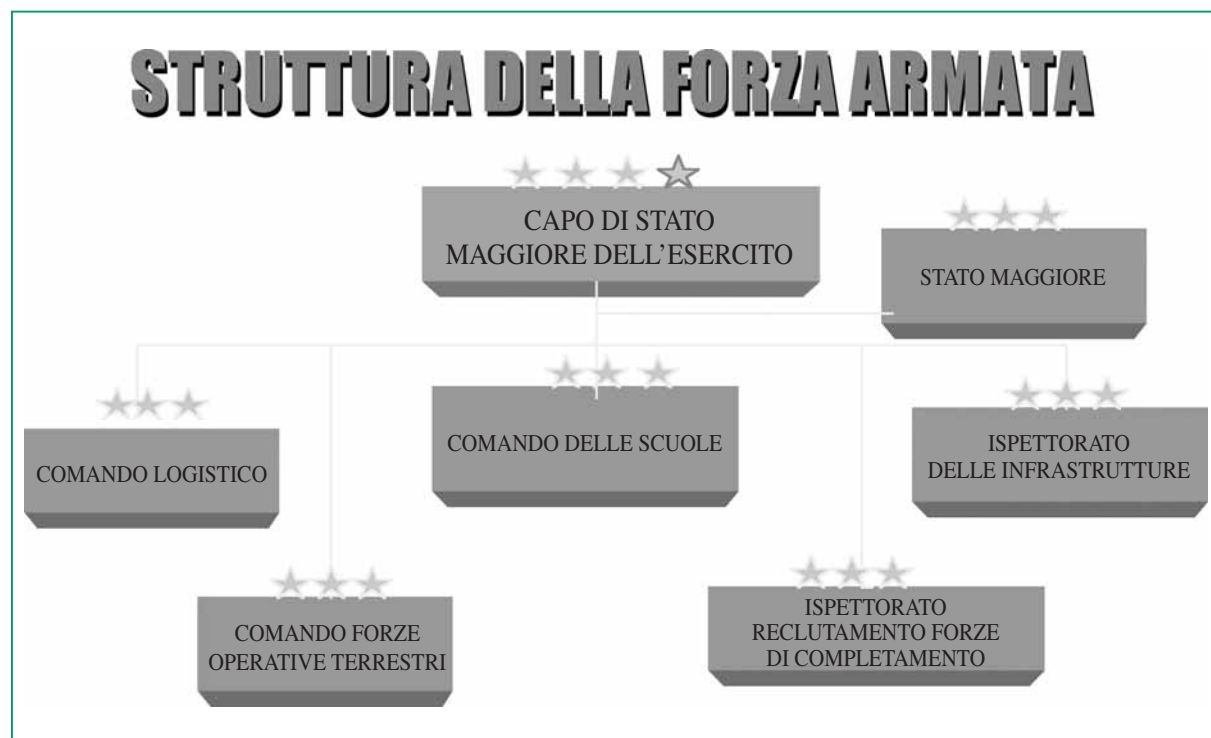 STRUTTURA DELLA FORZA ARMATA
CAPO DI STATO
MAGGIORE DELL’ESERCITO
STATO MAGGIORE
COMANDO LOGISTICO
COMANDO DELLE SCUOLE
ISPETTORATO
DELLE INFRASTRUTTURE
COMANDO FORZE
OPERATIVE TERRESTRI
ISPETTORATO
RECLUTAMENTO FORZE
DI COMPLETAMENTO